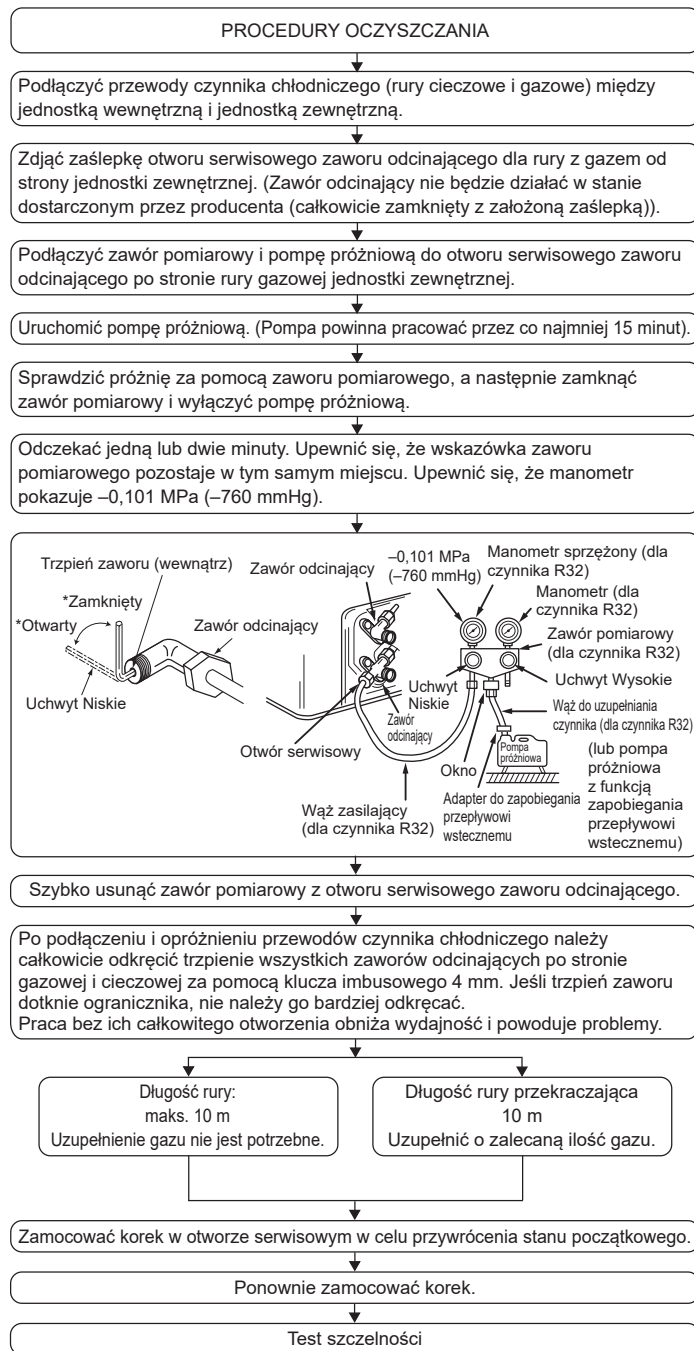 PROCEDURY OCZYSZCZANIA
Podłączyć przewody czynnika chłodniczego (rury cieczowe i gazowe) między
jednostką wewnętrzną i jednostką zewnętrzną.
Zdjąć zaślepkę otworu serwisowego zaworu odcinającego dla rury z gazem od
strony jednostki zewnętrznej. (Zawór odcinający nie będzie działać w stanie
dostarczonym przez producenta (całkowicie zamknięty z założoną zaślepką)).
Podłączyć zawór pomiarowy i pompę próżniową do otworu serwisowego zaworu
odcinającego po stronie rury gazowej jednostki zewnętrznej.
Uruchomić pompę próżniową. (Pompa powinna pracować przez co najmniej 15 minut).
Sprawdzić próżnię za pomocą zaworu pomiarowego, a następnie zamknąć
zawór pomiarowy i wyłączyć pompę próżniową.
Odczekać jedną lub dwie minuty. Upewnić się, że wskazówka zaworu
pomiarowego pozostaje w tym samym miejscu. Upewnić się, że manometr
pokazuje –0,101 MPa (–760 mmHg).
Trzpień zaworu (wewnątrz)
*Zamknięty
*Otwarty
Uchwyt Niskie
Zawór odcinający
Zawór odcinający
Otwór serwisowy
Zawór
odcinający
–0,101 MPa
(–760 mmHg)
Manometr sprzężony (dla
czynnika R32)
Manometr (dla
czynnika R32)
Zawór pomiarowy
(dla czynnika R32)
Uchwyt
Niskie
Uchwyt Wysokie
Wąż do uzupełniania
czynnika (dla czynnika R32)
Pompa
próżniowa
Okno
(lub pompa
próżniowa
z funkcją
zapobiegania
przepływowi
wstecznemu)
Adapter do zapobiegania
przepływowi
wstecznemu
Wąż zasilający
(dla czynnika R32)
Szybko usunąć zawór pomiarowy z otworu serwisowego zaworu odcinającego.
Po podłączeniu i opróżnieniu przewodów czynnika chłodniczego należy
całkowicie odkręcić trzpienie wszystkich zaworów odcinających po stronie
gazowej i cieczowej za pomocą klucza imbusowego 4 mm. Jeśli trzpień zaworu
dotknie ogranicznika, nie należy go bardziej odkręcać.
Praca bez ich całkowitego otworzenia obniża wydajność i powoduje problemy.
Długość rury:
maks. 10 m
Uzupełnienie gazu nie jest potrzebne.
Długość rury przekraczająca
10 m
Uzupełnić o zalecaną ilość gazu.
Zamocować korek w otworze serwisowym w celu przywrócenia stanu początkowego.
Ponownie zamocować korek.
Test szczelności